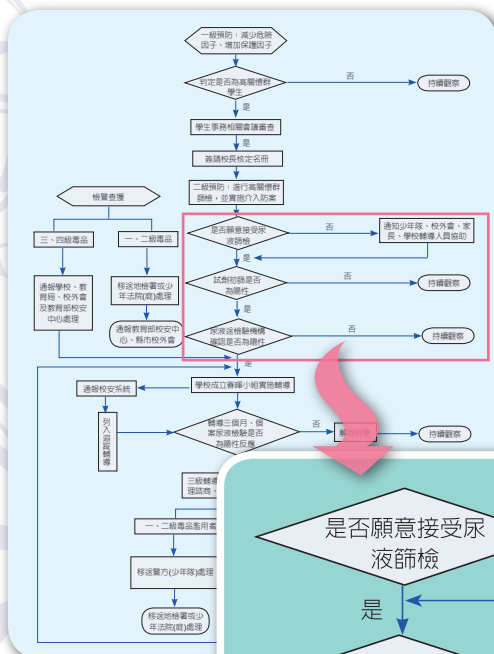 一級預防：減少危險
因子、增加保護因子
判定是否為高關懷群
學生
否
持續觀察
是
學生事務相關會議審查
是
簽請校長核定名冊
二級預防：進行高關懷群
篩檢，並實施介入防案
檢警查獲
三、四級毒品
一、二級毒品
通報學校、教
育局、校外會
及教育部校安
中心處理
移送地檢署或少
年法院(庭)處理
通報教育部校安中
心、縣市校外會
是否願意接受尿
液篩檢
否
通知少年隊、校外會、家
長、學校輔導人員協助
是
試劑初篩是否
為陽性
否
持續觀察
是
尿液送檢驗機構
確認是否為陽性
否
持續觀察
是
通報校安系統
學校成立春暉小組實施輔導
列入追蹤輔導
輔導三個月、個
案尿液檢驗是否
為陽性反應
否
持續觀察
三級輔導
理諮商、
一、二級毒品濫用者
移送警方(少年隊)處理
移送地檢署或少
年法院(庭)處理
是否願意接受尿
液師檢
是